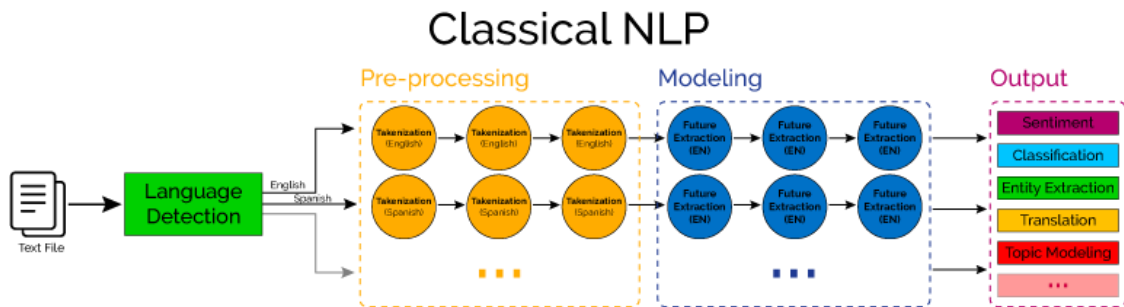 Classical NLP
Pre-processing
Modeling
Output
Text File
Language
Detection
English
Spanish
Takenization
(English)
Takenization
(English)
Takenization
(English)
Takenization
(Spanish)
Takenization
(Spanish)
Takenization
(Spanish)
...
Future
Extraction
(EN)
Future
Extraction
(EN)
Future
Extraction
(EN)
Future
Extraction
(EN)
Future
Extraction
(EN)
Future
Extraction
(EN)
...
Sentiment
Classification
Entity Extraction
Translation
Topic Modeling
...